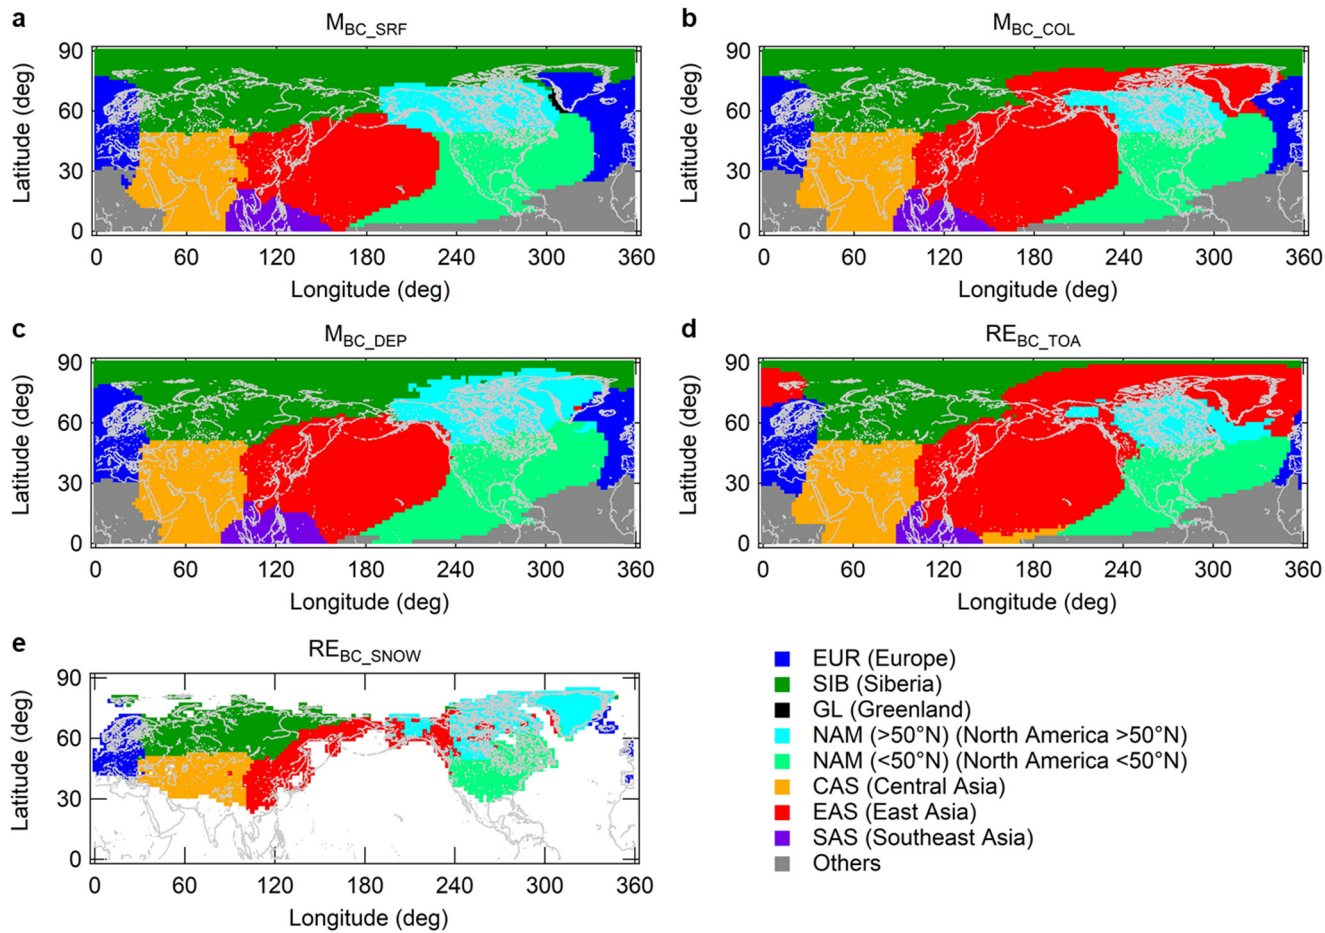 a
M_BC_SRF
90
60
30
0
Latitude (deg)
0 60 120 180 240 300 360
Longitude (deg)
b
M_BC_COL
90
60
30
0
Latitude (deg)
0 60 120 180 240 300 360
Longitude (deg)
c
M_BC_DEP
90
60
30
0
Latitude (deg)
0 60 120 180 240 300 360
Longitude (deg)
d
RE_BC_TOA
90
60
30
0
Latitude (deg)
0 60 120 180 240 300 360
Longitude (deg)
e
RE_BC_SNOW
90
60
30
0
Latitude (deg)
0 60 120 180 240 300 360
Longitude (deg)
EUR (Europe)
SIB (Siberia)
GL (Greenland)
NAM (>50°N) (North America >50°N)
NAM (<50°N) (North America <50°N)
CAS (Central Asia)
EAS (East Asia)
SAS (Southeast Asia)
Others